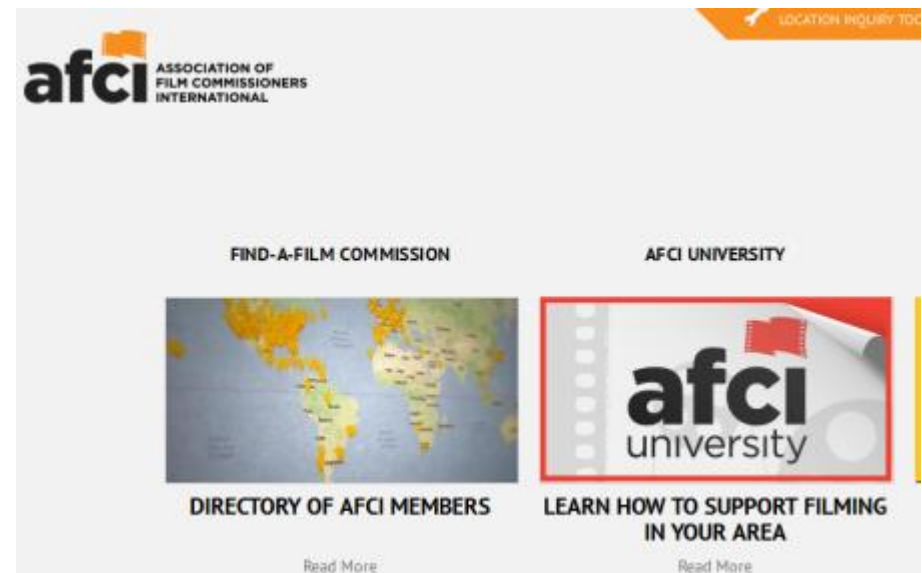 LOCATION INQUIRY
afci
ASSOCIATION OF
FILM COMMISSIONERS
INTERNATIONAL
FIND-A-FILM COMMISSION
AFCI UNIVERSITY
afci
university
DIRECTORY OF AFCI MEMBERS
LEARN HOW TO SUPPORT FILMING
IN YOUR AREA
Read More
Read More